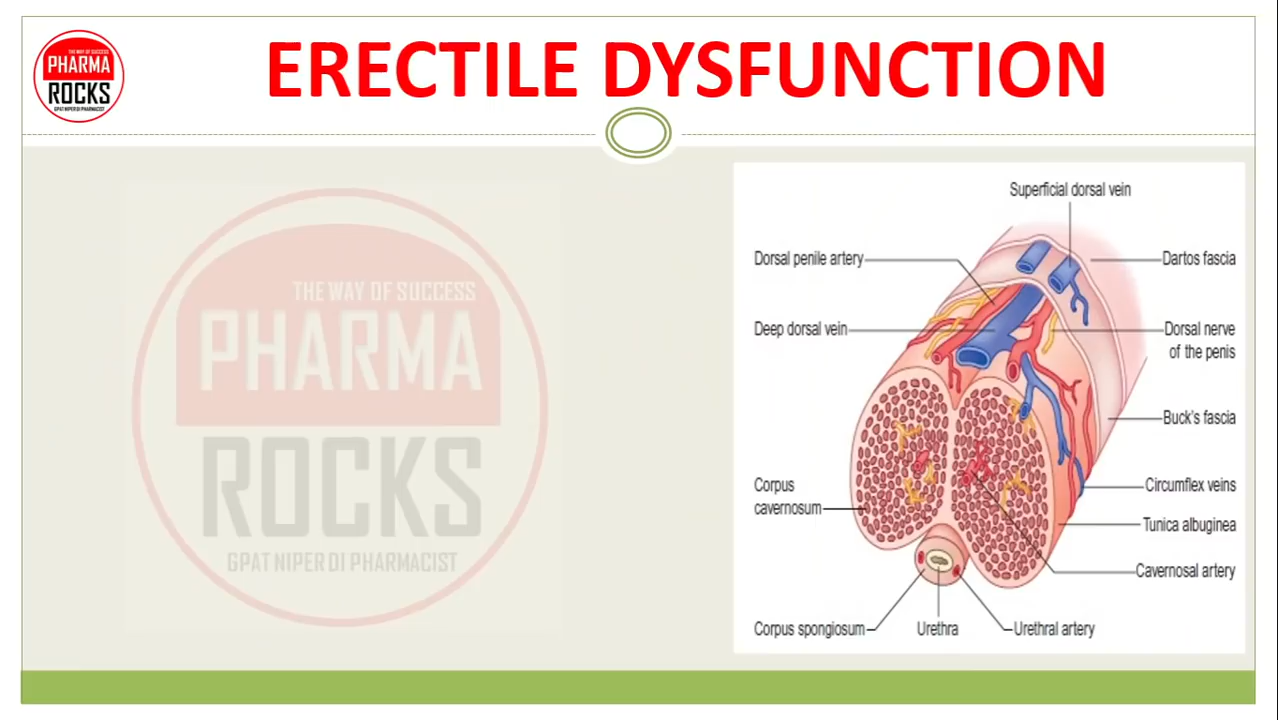 THE WAY OF SUCCESS
PHARMA
ROCKS
GPAT NIPER DI PHARMACIST
ERECTILE DYSFUNCTION
THE WAY OF SUCCESS
PHARMA
ROCKS
GPAT NIPER DI PHARMACIST
Superficial dorsal vein
Dorsal penile artery
Dartos fascia
Deep dorsal vein
Dorsal nerve
of the penis
Buck's fascia
Corpus
cavernosum
Circumflex veins
Tunica albuginea
Cavernosal artery
Corpus spongiosum
Urethra
Urethral artery